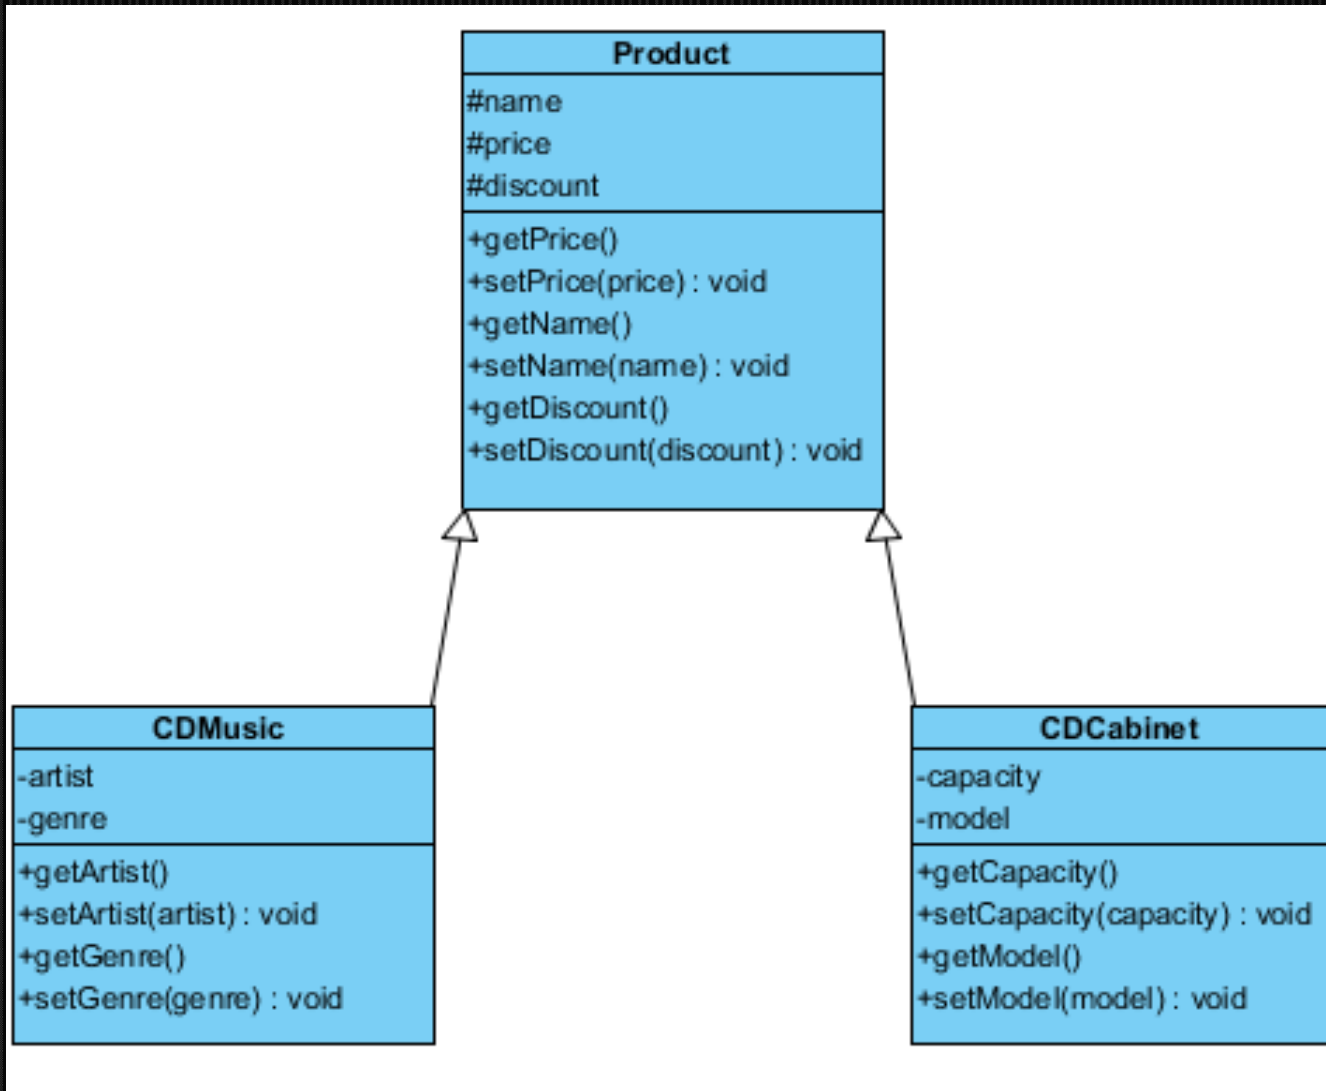 Product
#name
#price
#discount
+getPrice()
+setPrice(price) : void
+getName()
+setName(name) : void
+getDiscount()
+setDiscount(discount) : void
CDMusic
-artist
-genre
+getArtist()
+setArtist(artist) : void
+getGenre()
+setGenre(genre) : void
CDCabinet
-capacity
-model
+getCapacity()
+setCapacity(capacity) : void
+getModel()
+setModel(model) : void